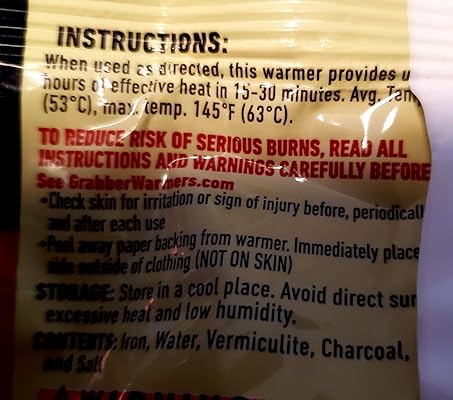 INSTRUCTIONS:
When used as directed, this warmer provides u
hours of effective heat in 15-30 minutes. Avg. Tem
(53°C), max. temp. 145°F (63°C).
TO REDUCE RISK OF SERIOUS BURNS, READ ALL
INSTRUCTIONS AND WARNINGS CAREFULLY BEFORE
See GrabberWarmers.com
•Check skin for irritation or sign of injury before, periodicall
and after each use
•Peel away paper backing from warmer. Immediately place
side outside of clothing (NOT ON SKIN)
STORAGE: Store in a cool place. Avoid direct sun
excessive heat and low humidity.
CONTENTS: Iron, Water, Vermiculite, Charcoal,
and Salt